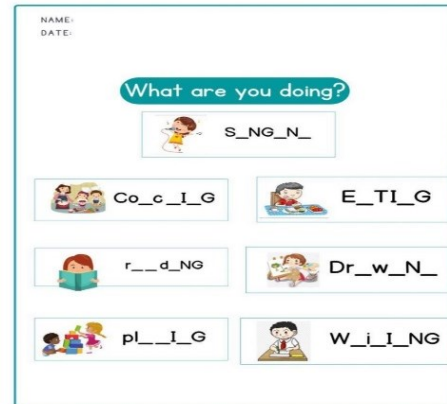 NAME:
DATE:
What are you doing?
S_NG_N_
Co_c_I_G
E_TI_G
r__d_NG
Dr_w_N_
pl__I_G
W_i_I_NG